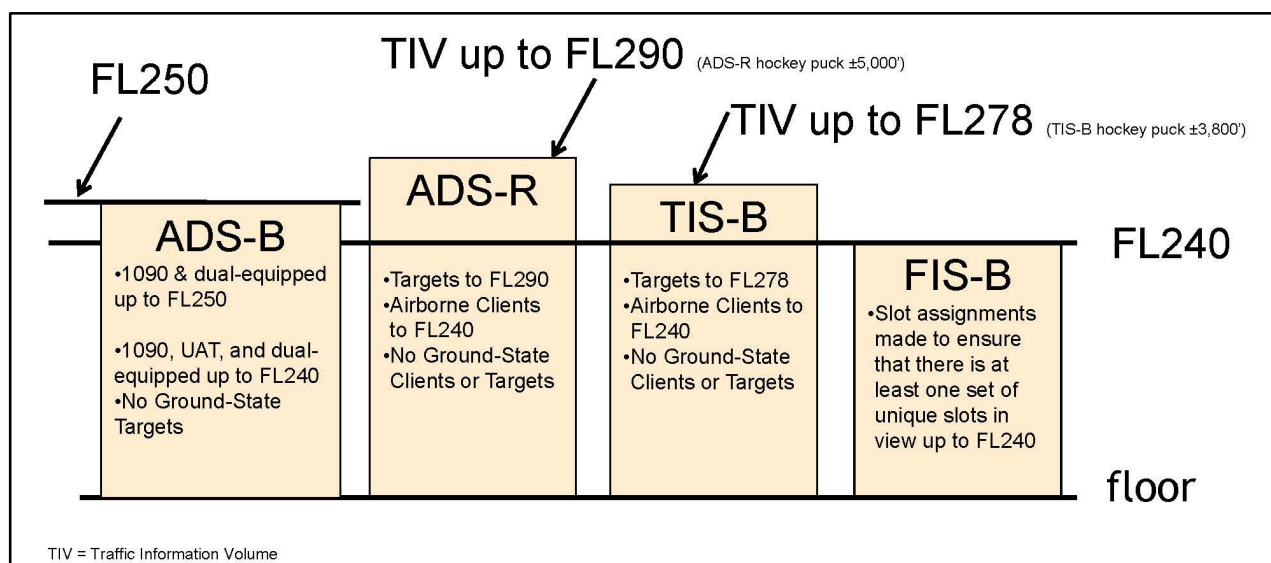 TIV up to FL290 (ADS-R hockey puck ±5,000’)
FL250
TIV up to FL278 (TIS-B hockey puck ±3,800’)
ADS-B
•1090 & dual-equipped
up to FL250
•1090, UAT, and dual-
equipped up to FL240
•No Ground-State
Targets
ADS-R
•Targets to FL290
•Airborne Clients
to FL240
•No Ground-State
Clients or Targets
TIS-B
•Targets to FL278
•Airborne Clients to
FL240
•No Ground-State
Clients or Targets
FL240
FIS-B
•Slot assignments
made to ensure
that there is at
least one set of
unique slots in
view up to FL240
floor
TIV = Traffic Information Volume